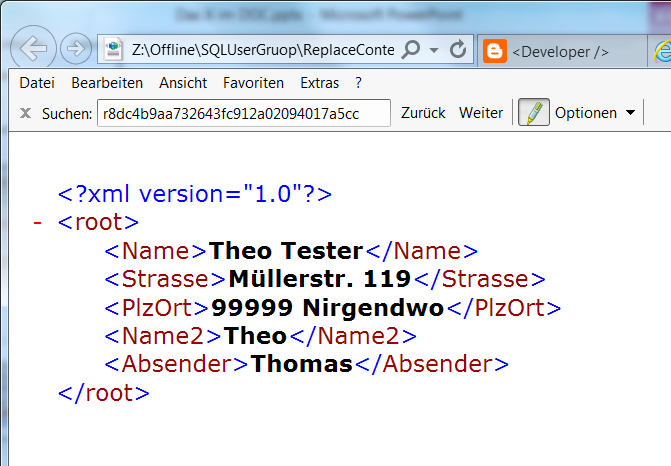 Das X im DOC.pptx - Microsoft PowerPoint
Z:\Offline\SQLUserGruop\ReplaceConte
<Developer />
Datei Bearbeiten Ansicht Favoriten Extras ?
x Suchen: r8dc4b9aa732643fc912a02094017a5cc Zurück Weiter Optionen
<?xml version="1.0"?>
- <root>
<Name>Theo Tester</Name>
<Strasse>Müllerstr. 119</Strasse>
<PlzOrt>99999 Nirgendwo</PlzOrt>
<Name2>Theo</Name2>
<Absender>Thomas</Absender>
</root>